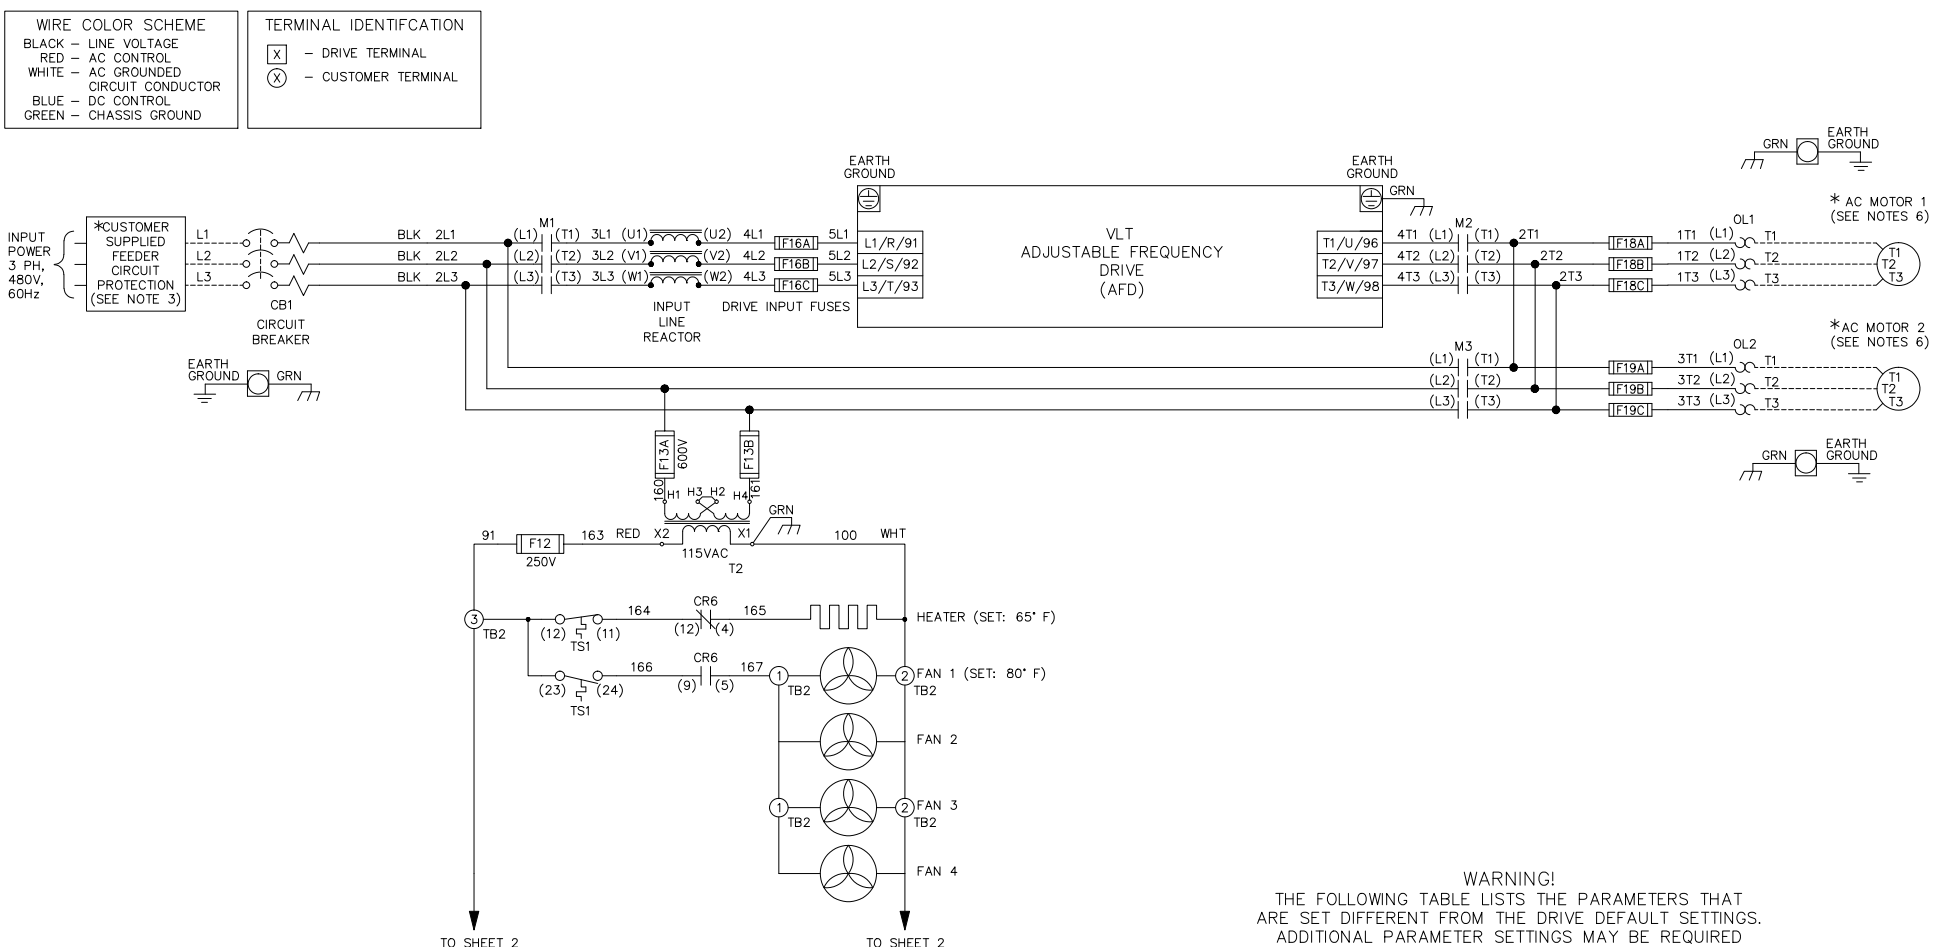 WIRE COLOR SCHEME
BLACK – LINE VOLTAGE
RED – AC CONTROL
WHITE – AC GROUNDED
CIRCUIT CONDUCTOR
BLUE – DC CONTROL
GREEN – CHASSIS GROUND
TERMINAL IDENTIFCATION
X – DRIVE TERMINAL
X – CUSTOMER TERMINAL
INPUT
POWER
3 PH,
480V,
60Hz
*CUSTOMER
SUPPLIED
FEEDER
CIRCUIT
PROTECTION
(SEE NOTE 3)
L1
L2
L3
CB1
CIRCUIT
BREAKER
EARTH
GROUND
GRN
BLK 2L1
BLK 2L2
BLK 2L3
M1
(L1) (T1) 3L1 (U1) (U2) 4L1 F16A 5L1
(L2) (T2) 3L2 (V1) (V2) 4L2 F16B 5L2
(L3) (T3) 3L3 (W1) (W2) 4L3 F16C 5L3
INPUT
LINE
REACTOR
DRIVE INPUT FUSES
EARTH
GROUND
L1/R/91
L2/S/92
L3/T/93
VLT
ADJUSTABLE FREQUENCY
DRIVE
(AFD)
EARTH
GROUND
GRN
T1/U/96
T2/V/97
T3/W/98
M2
4T1 (L1) (T1) 2T1 F18A 1T1 (L1) T1
4T2 (L2) (T2) 2T2 F18B 1T2 (L2) T2
4T3 (L3) (T3) 2T3 F18C 1T3 (L3) T3
OL1
GRN
EARTH
GROUND
* AC MOTOR 1
(SEE NOTES 6)
T1
T2
T3
M3
(L1) (T1) F19A 3T1 (L1) T1
(L2) (T2) F19B 3T2 (L2) T2
(L3) (T3) F19C 3T3 (L3) T3
OL2
*AC MOTOR 2
(SEE NOTES 6)
T1
T2
T3
GRN
EARTH
GROUND
F13A
600V
F13B
160
161
H1 H3 H2 H4
GRN
91 F12 163 RED X2 X1 100 WHT
250V
115VAC
T2
3
TB2
164 CR6 165
(12) (11) (12) (4)
TS1
HEATER (SET: 65° F)
166 CR6 167 1 2 FAN 1 (SET: 80° F)
(23) (24) (9) (5) TB2 TB2
TS1
FAN 2
1 2 FAN 3
TB2 TB2
FAN 4
TO SHEET 2
TO SHEET 2
WARNING!
THE FOLLOWING TABLE LISTS THE PARAMETERS THAT
ARE SET DIFFERENT FROM THE DRIVE DEFAULT SETTINGS.
ADDITIONAL PARAMETER SETTINGS MAY BE REQUIRED